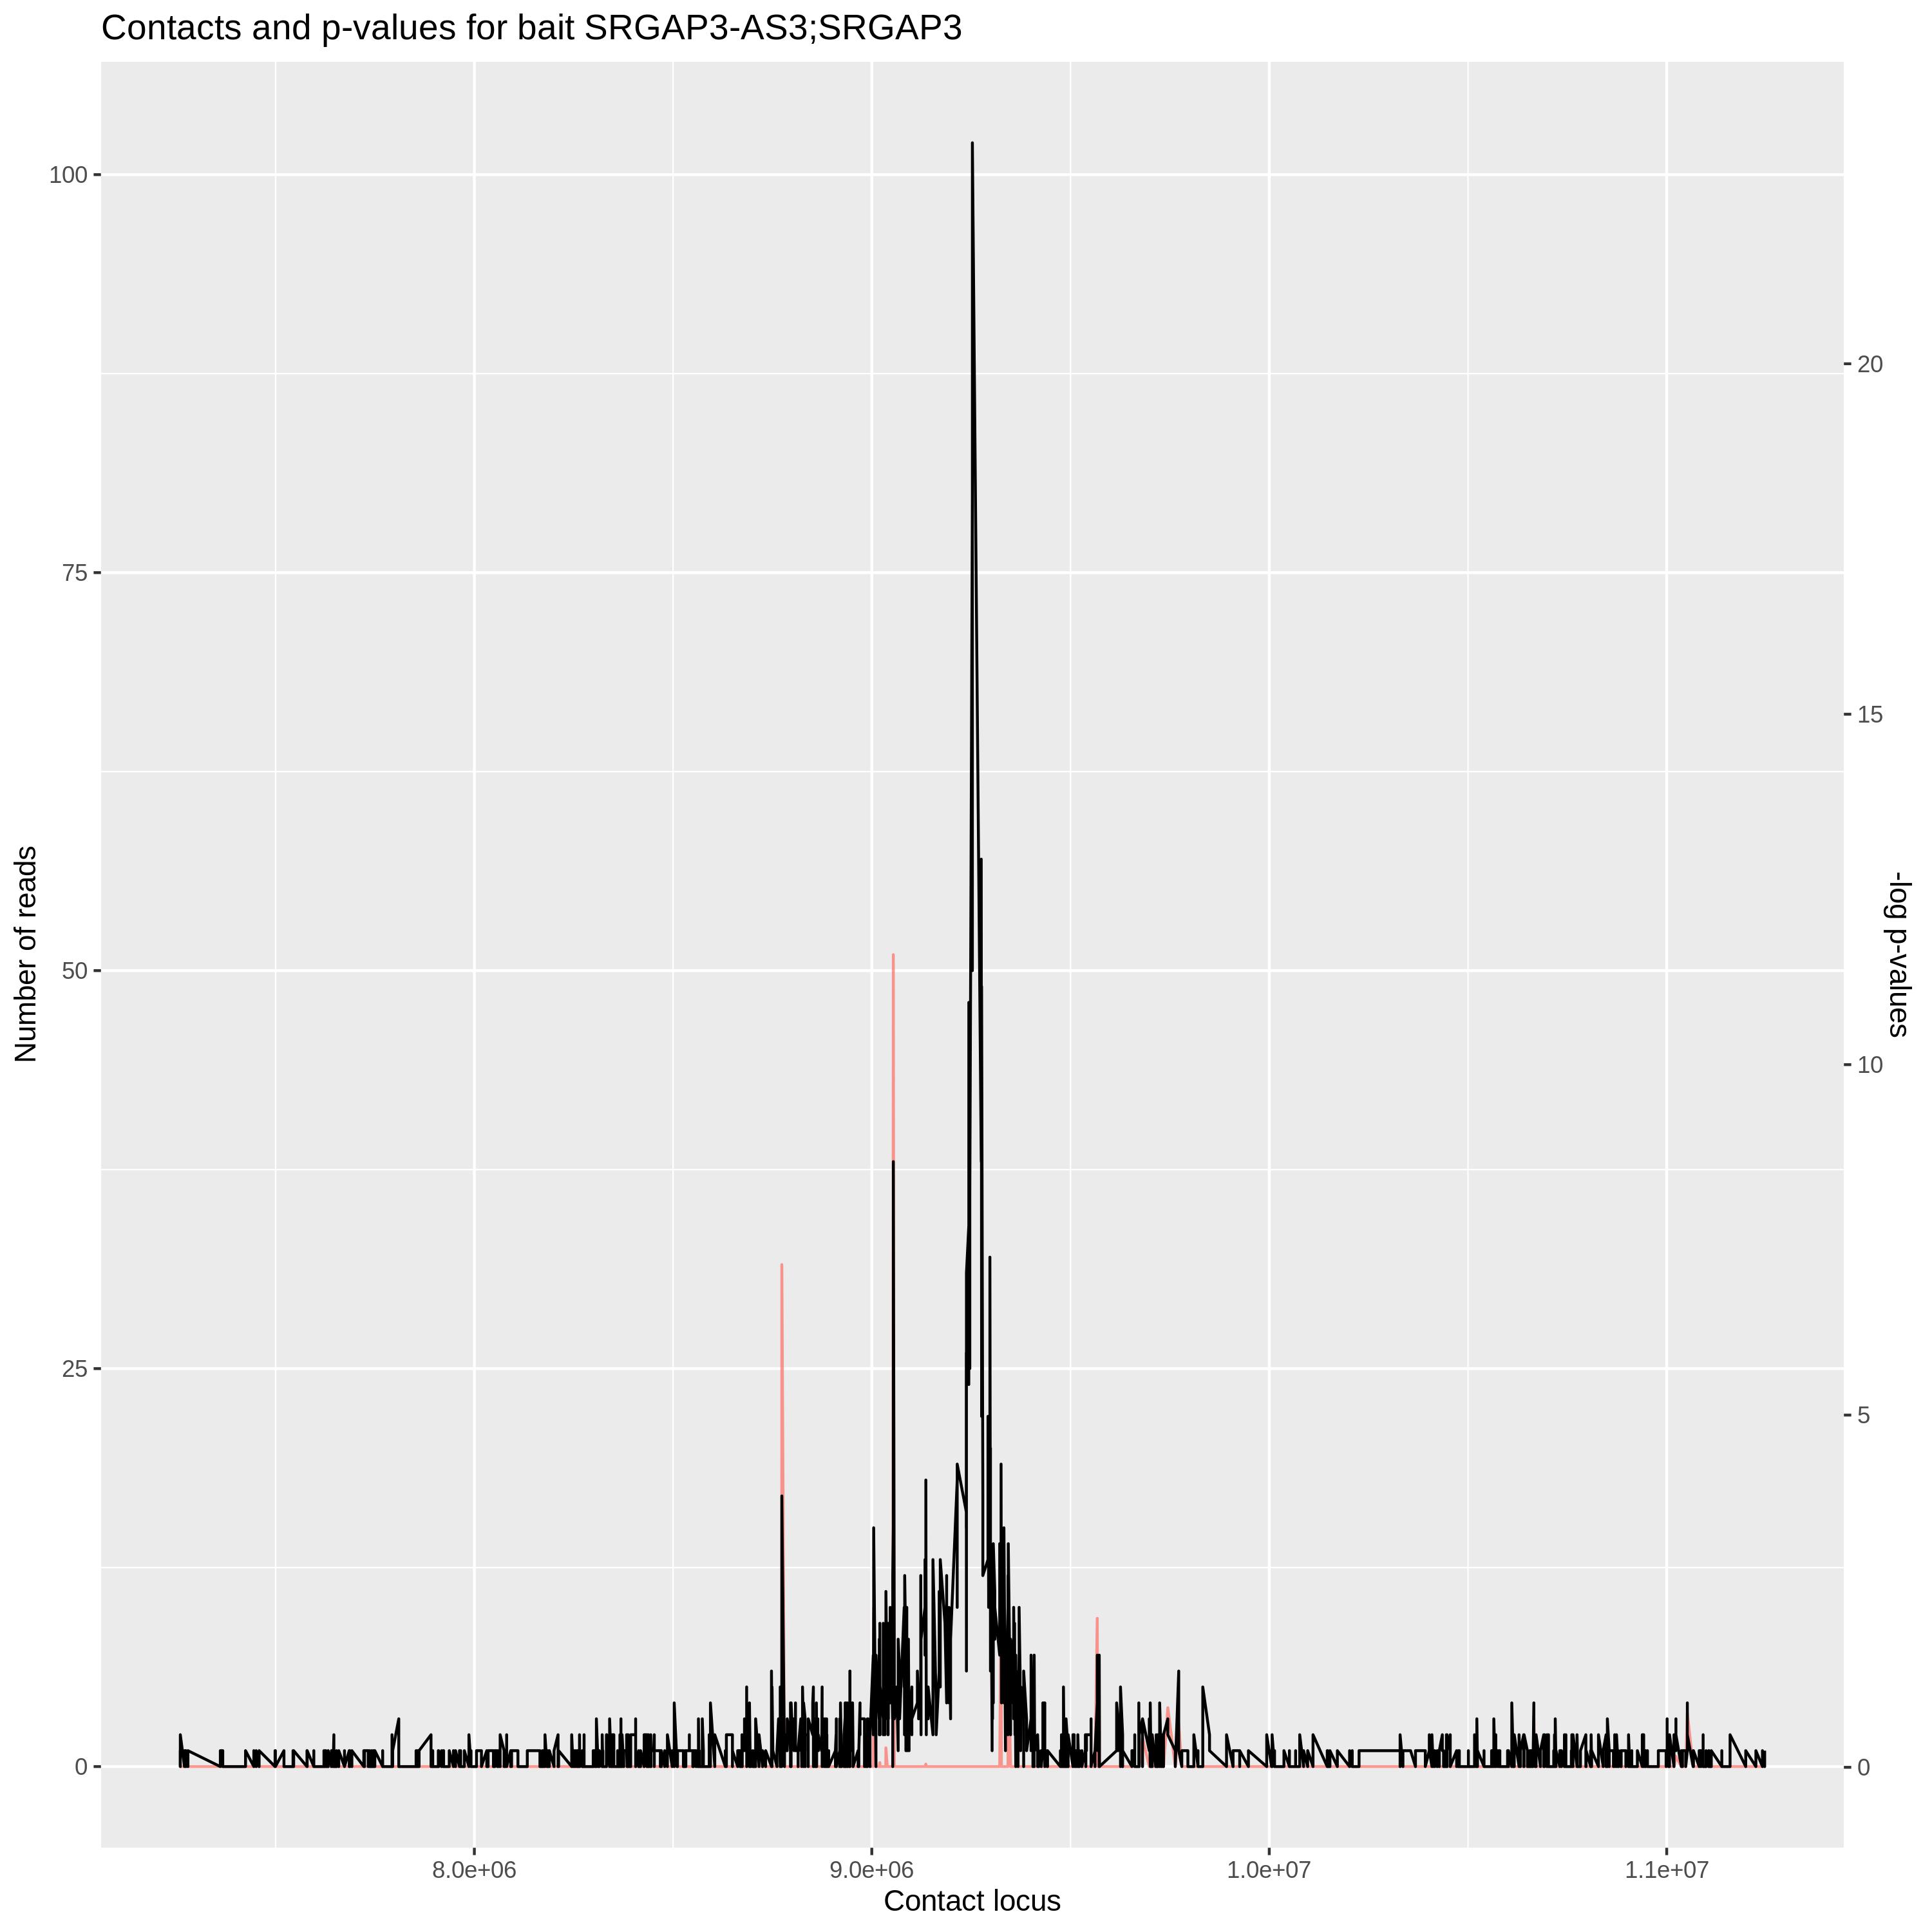 Contacts and p-values for bait SRGAP3-AS3;SRGAP3
100
75
50
25
0
Number of reads
20
15
10
5
0
-log p-values
8.0e+06
9.0e+06
1.0e+07
1.1e+07
Contact locus